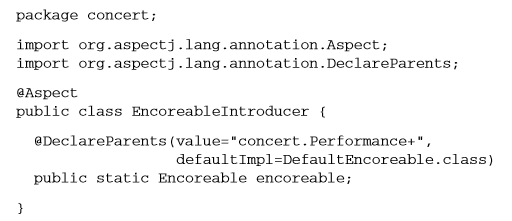 package concert;
import org.aspectj.lang.annotation.Aspect;
import org.aspectj.lang.annotation.DeclareParents;
@Aspect
public class EncoreableIntroducer {
@DeclareParents(value="concert.Performance+",
defaultImpl=DefaultEncoreable.class)
public static Encoreable encoreable;
}